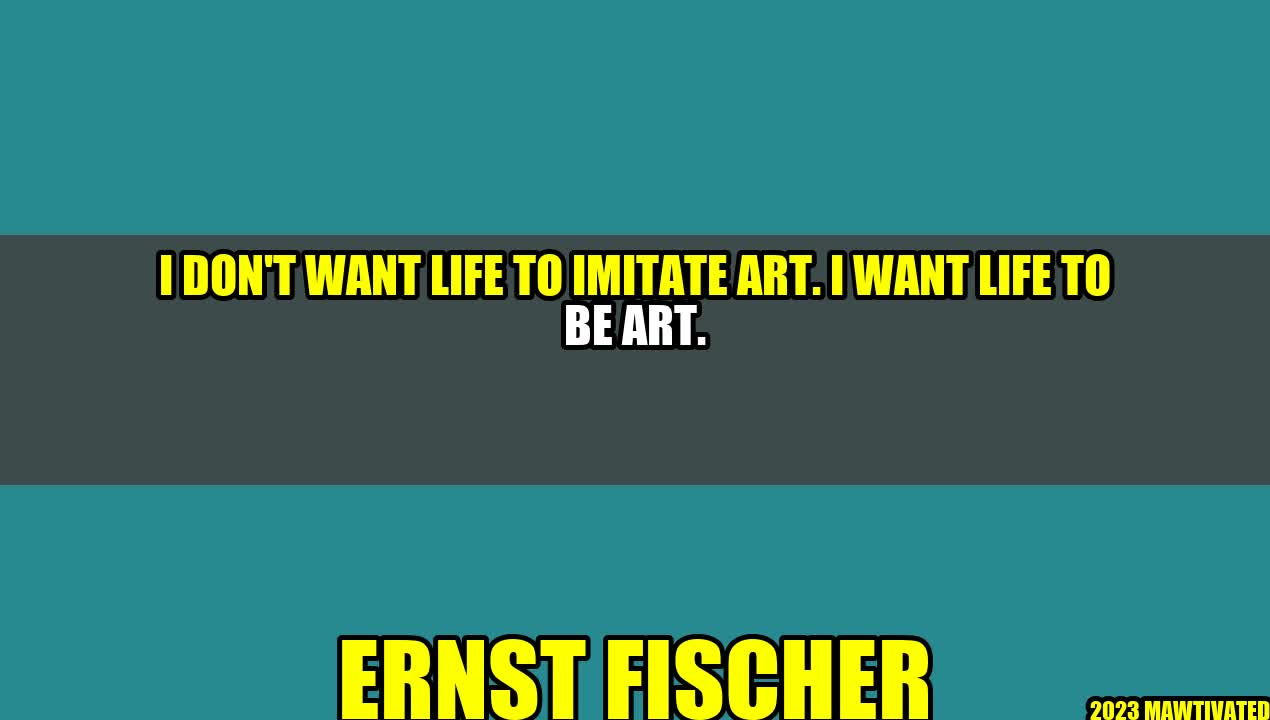 I DON'T WANT LIFE TO IMITATE ART. I WANT LIFE TO
BE ART.
ERNST FISCHER
2023 MAWTIVATED